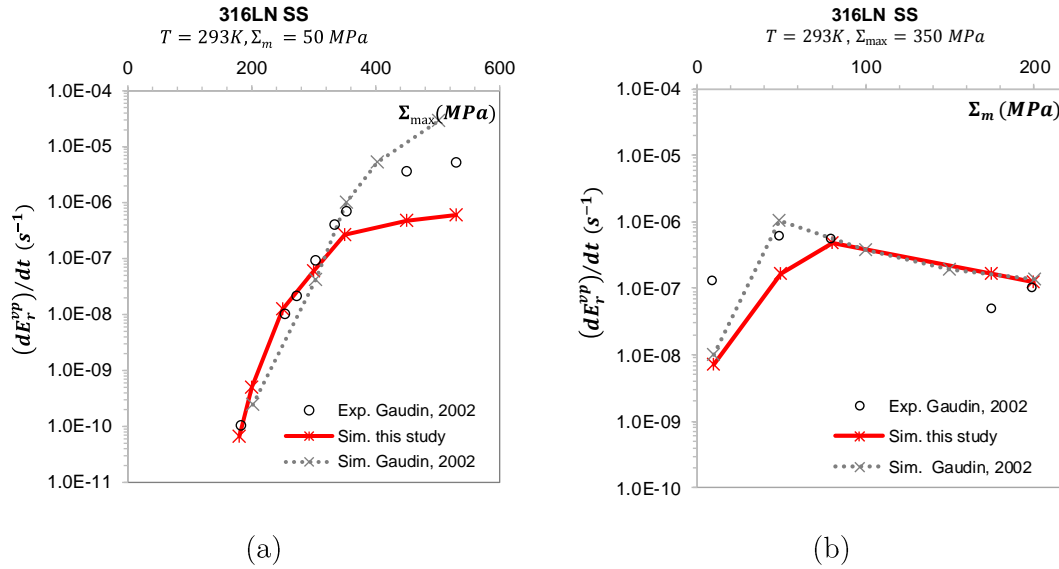 316LN SS
T = 293K, Σm = 50 MPa
0 200 400 600
1.0E-04
1.0E-05
1.0E-06
1.0E-07
1.0E-08
1.0E-09
1.0E-10
1.0E-11
Σmax (MPa)
(dE_r^vp)/dt (s⁻¹)
Exp. Gaudin, 2002
Sim. this study
Sim. Gaudin, 2002
(a)
316LN SS
T = 293K, Σmax = 350 MPa
0 100 200
1.0E-04
1.0E-05
1.0E-06
1.0E-07
1.0E-08
1.0E-09
1.0E-10
Σm (MPa)
(dE_r^vp)/dt (s⁻¹)
Exp. Gaudin, 2002
Sim. this study
Sim. Gaudin, 2002
(b)